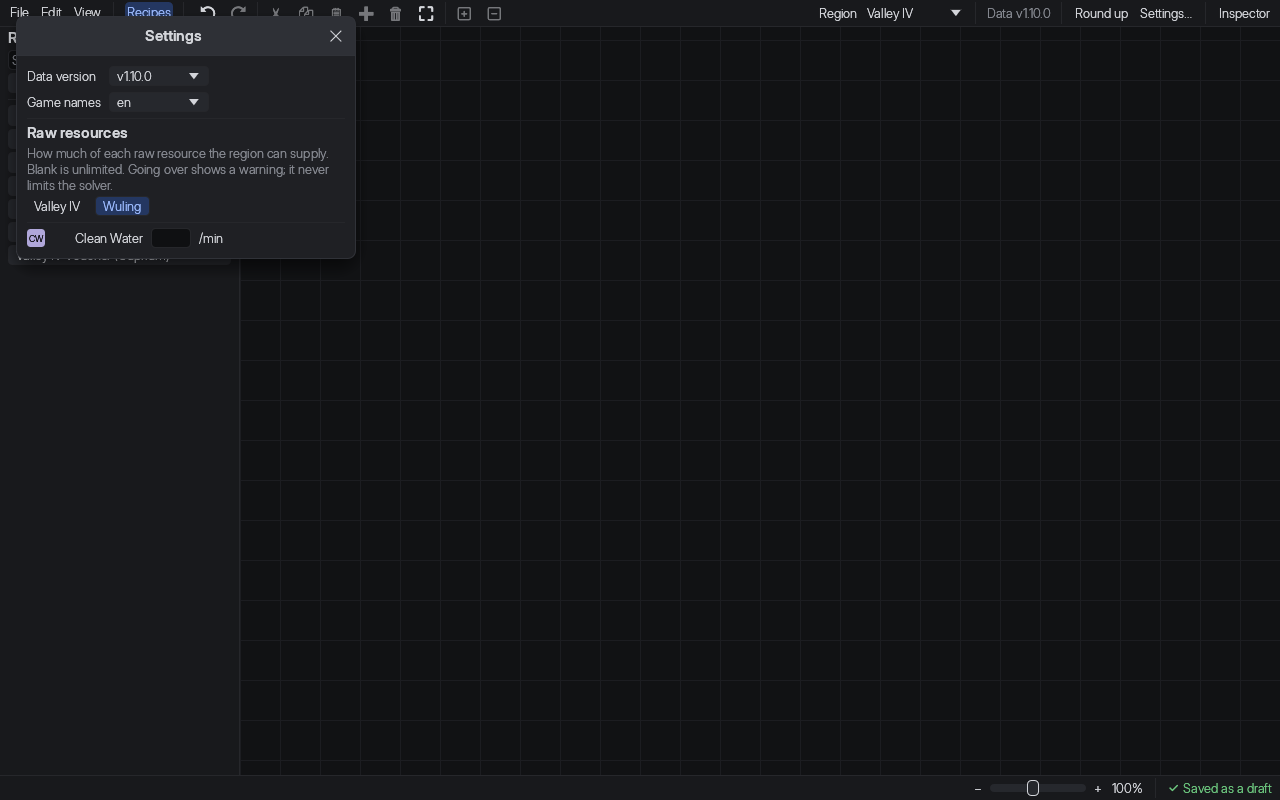 File Edit View Recipes Region Valley IV Data v1.10.0 Round up Settings... Inspector
Settings
Data version v1.10.0
Game names en
Raw resources
How much of each raw resource the region can supply.
Blank is unlimited. Going over shows a warning; it never
limits the solver.
Valley IV Wuling
CW Clean Water /min
− + 100% Saved as a draft